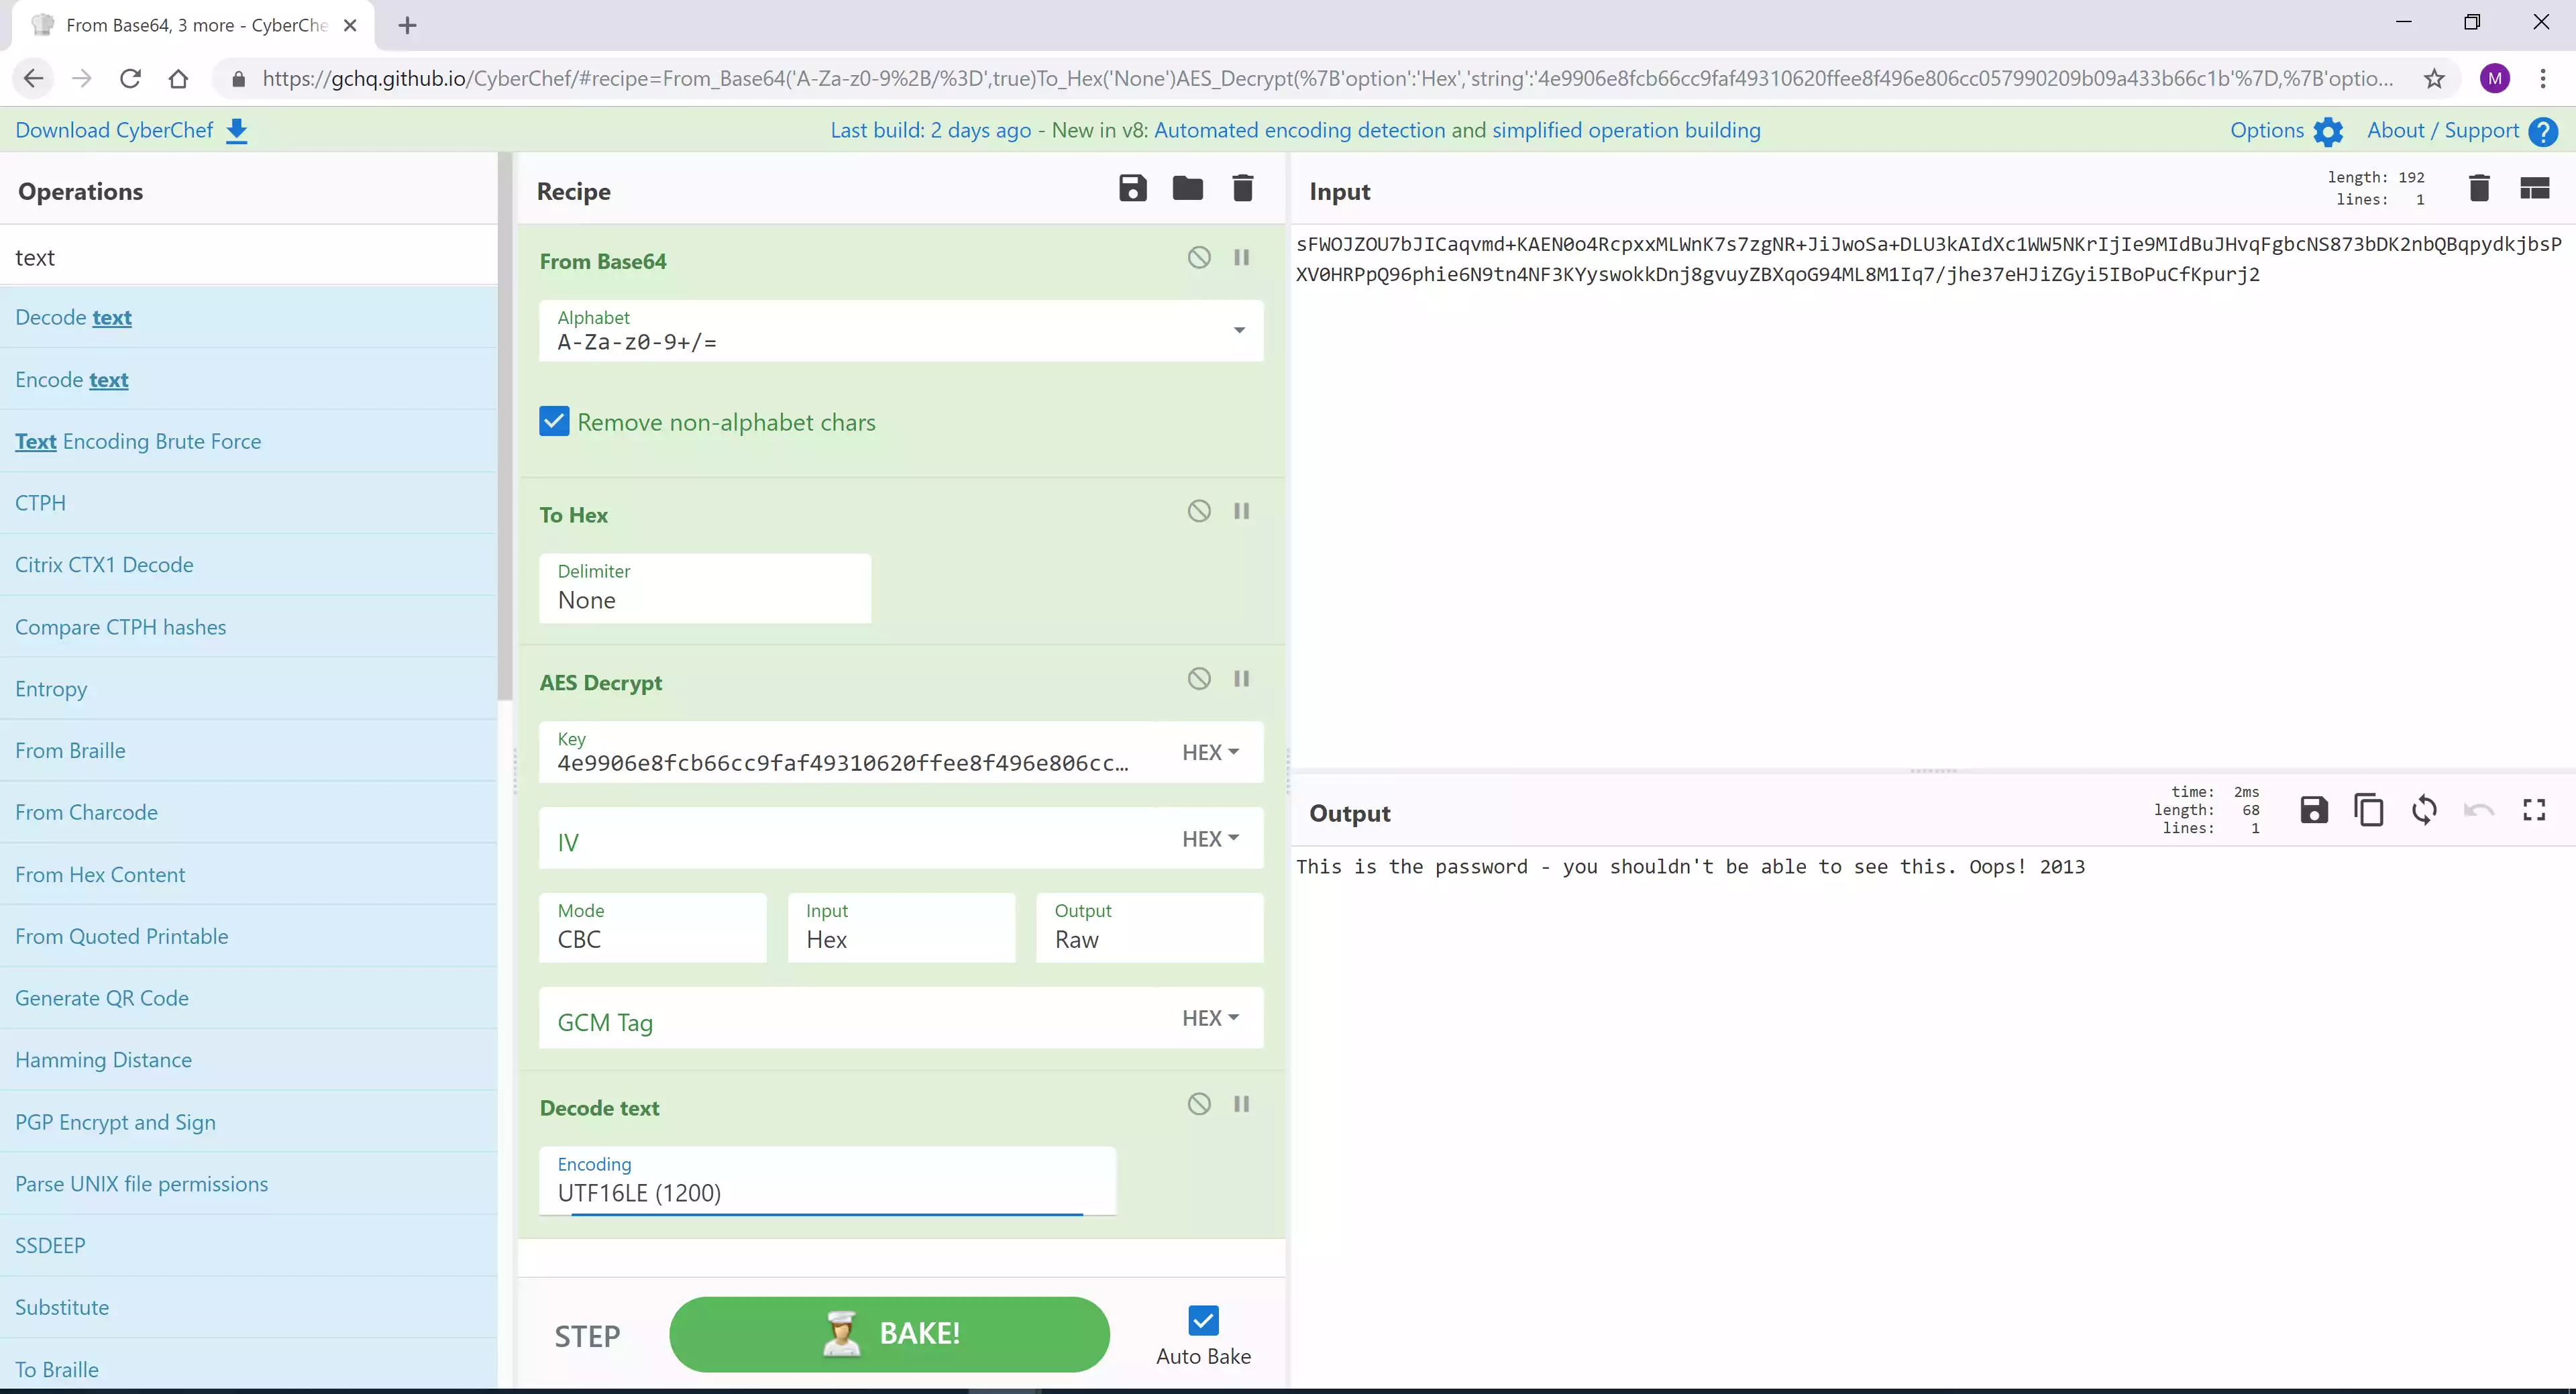 From Base64, 3 more - CyberChe
https://gchq.github.io/CyberChef/#recipe=From_Base64('A-Za-z0-9%2B/%3D',true)To_Hex('None')AES_Decrypt(%7B'option':'Hex','string':'4e9906e8fcb66cc9faf49310620ffee8f496e806cc057990209b09a433b66c1b'%7D,%7B'optio...
M
Download CyberChef
Last build: 2 days ago - New in v8: Automated encoding detection and simplified operation building
Options
About / Support
Operations
text
Decode text
Encode text
Text Encoding Brute Force
CTPH
Citrix CTX1 Decode
Compare CTPH hashes
Entropy
From Braille
From Charcode
From Hex Content
From Quoted Printable
Generate QR Code
Hamming Distance
PGP Encrypt and Sign
Parse UNIX file permissions
SSDEEP
Substitute
To Braille
Recipe
From Base64
Alphabet
A-Za-z0-9+/=
Remove non-alphabet chars
To Hex
Delimiter
None
AES Decrypt
Key
4e9906e8fcb66cc9faf49310620ffee8f496e806cc…
HEX
IV
HEX
Mode
CBC
Input
Hex
Output
Raw
GCM Tag
HEX
Decode text
Encoding
UTF16LE (1200)
STEP
BAKE!
Auto Bake
Input
length: 192
lines: 1
sFWOJZOU7bJICaqvmd+KAEN0o4RcpxxMLWnK7s7zgNR+JiJwoSa+DLU3kAIdXc1WW5NKrIjIe9MIdBuJHvqFgbcNS873bDK2nbQBqpydkjbsP
XV0HRPpQ96phie6N9tn4NF3KYyswokkDnj8gvuyZBXqoG94ML8M1Iq7/jhe37eHJiZGyi5IBoPuCfKpurj2
Output
time: 2ms
length: 68
lines: 1
This is the password - you shouldn't be able to see this. Oops! 2013